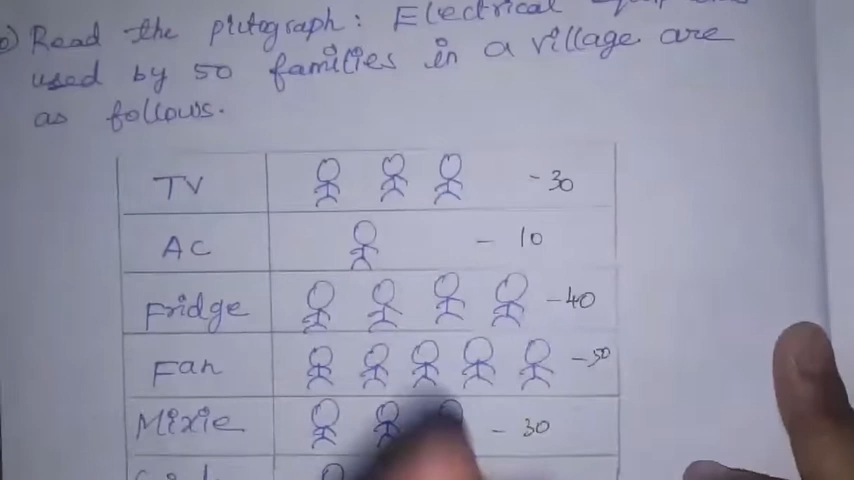 Read the pictograph: Electrical
used by 50 families in a village are
as follows.
TV - 30
AC - 10
Fridge - 40
Fan - 50
Mixie - 30